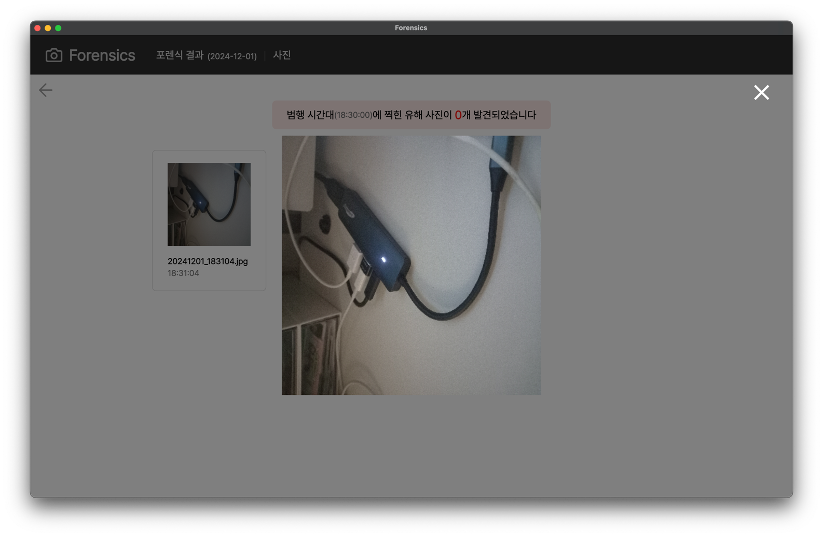 Forensics
Forensics 포렌식 결과 (2024-12-01) 사진
범행 시간대(18:30:00)에 찍힌 유해 사진이 0개 발견되었습니다
20241201_183104.jpg
18:31:04